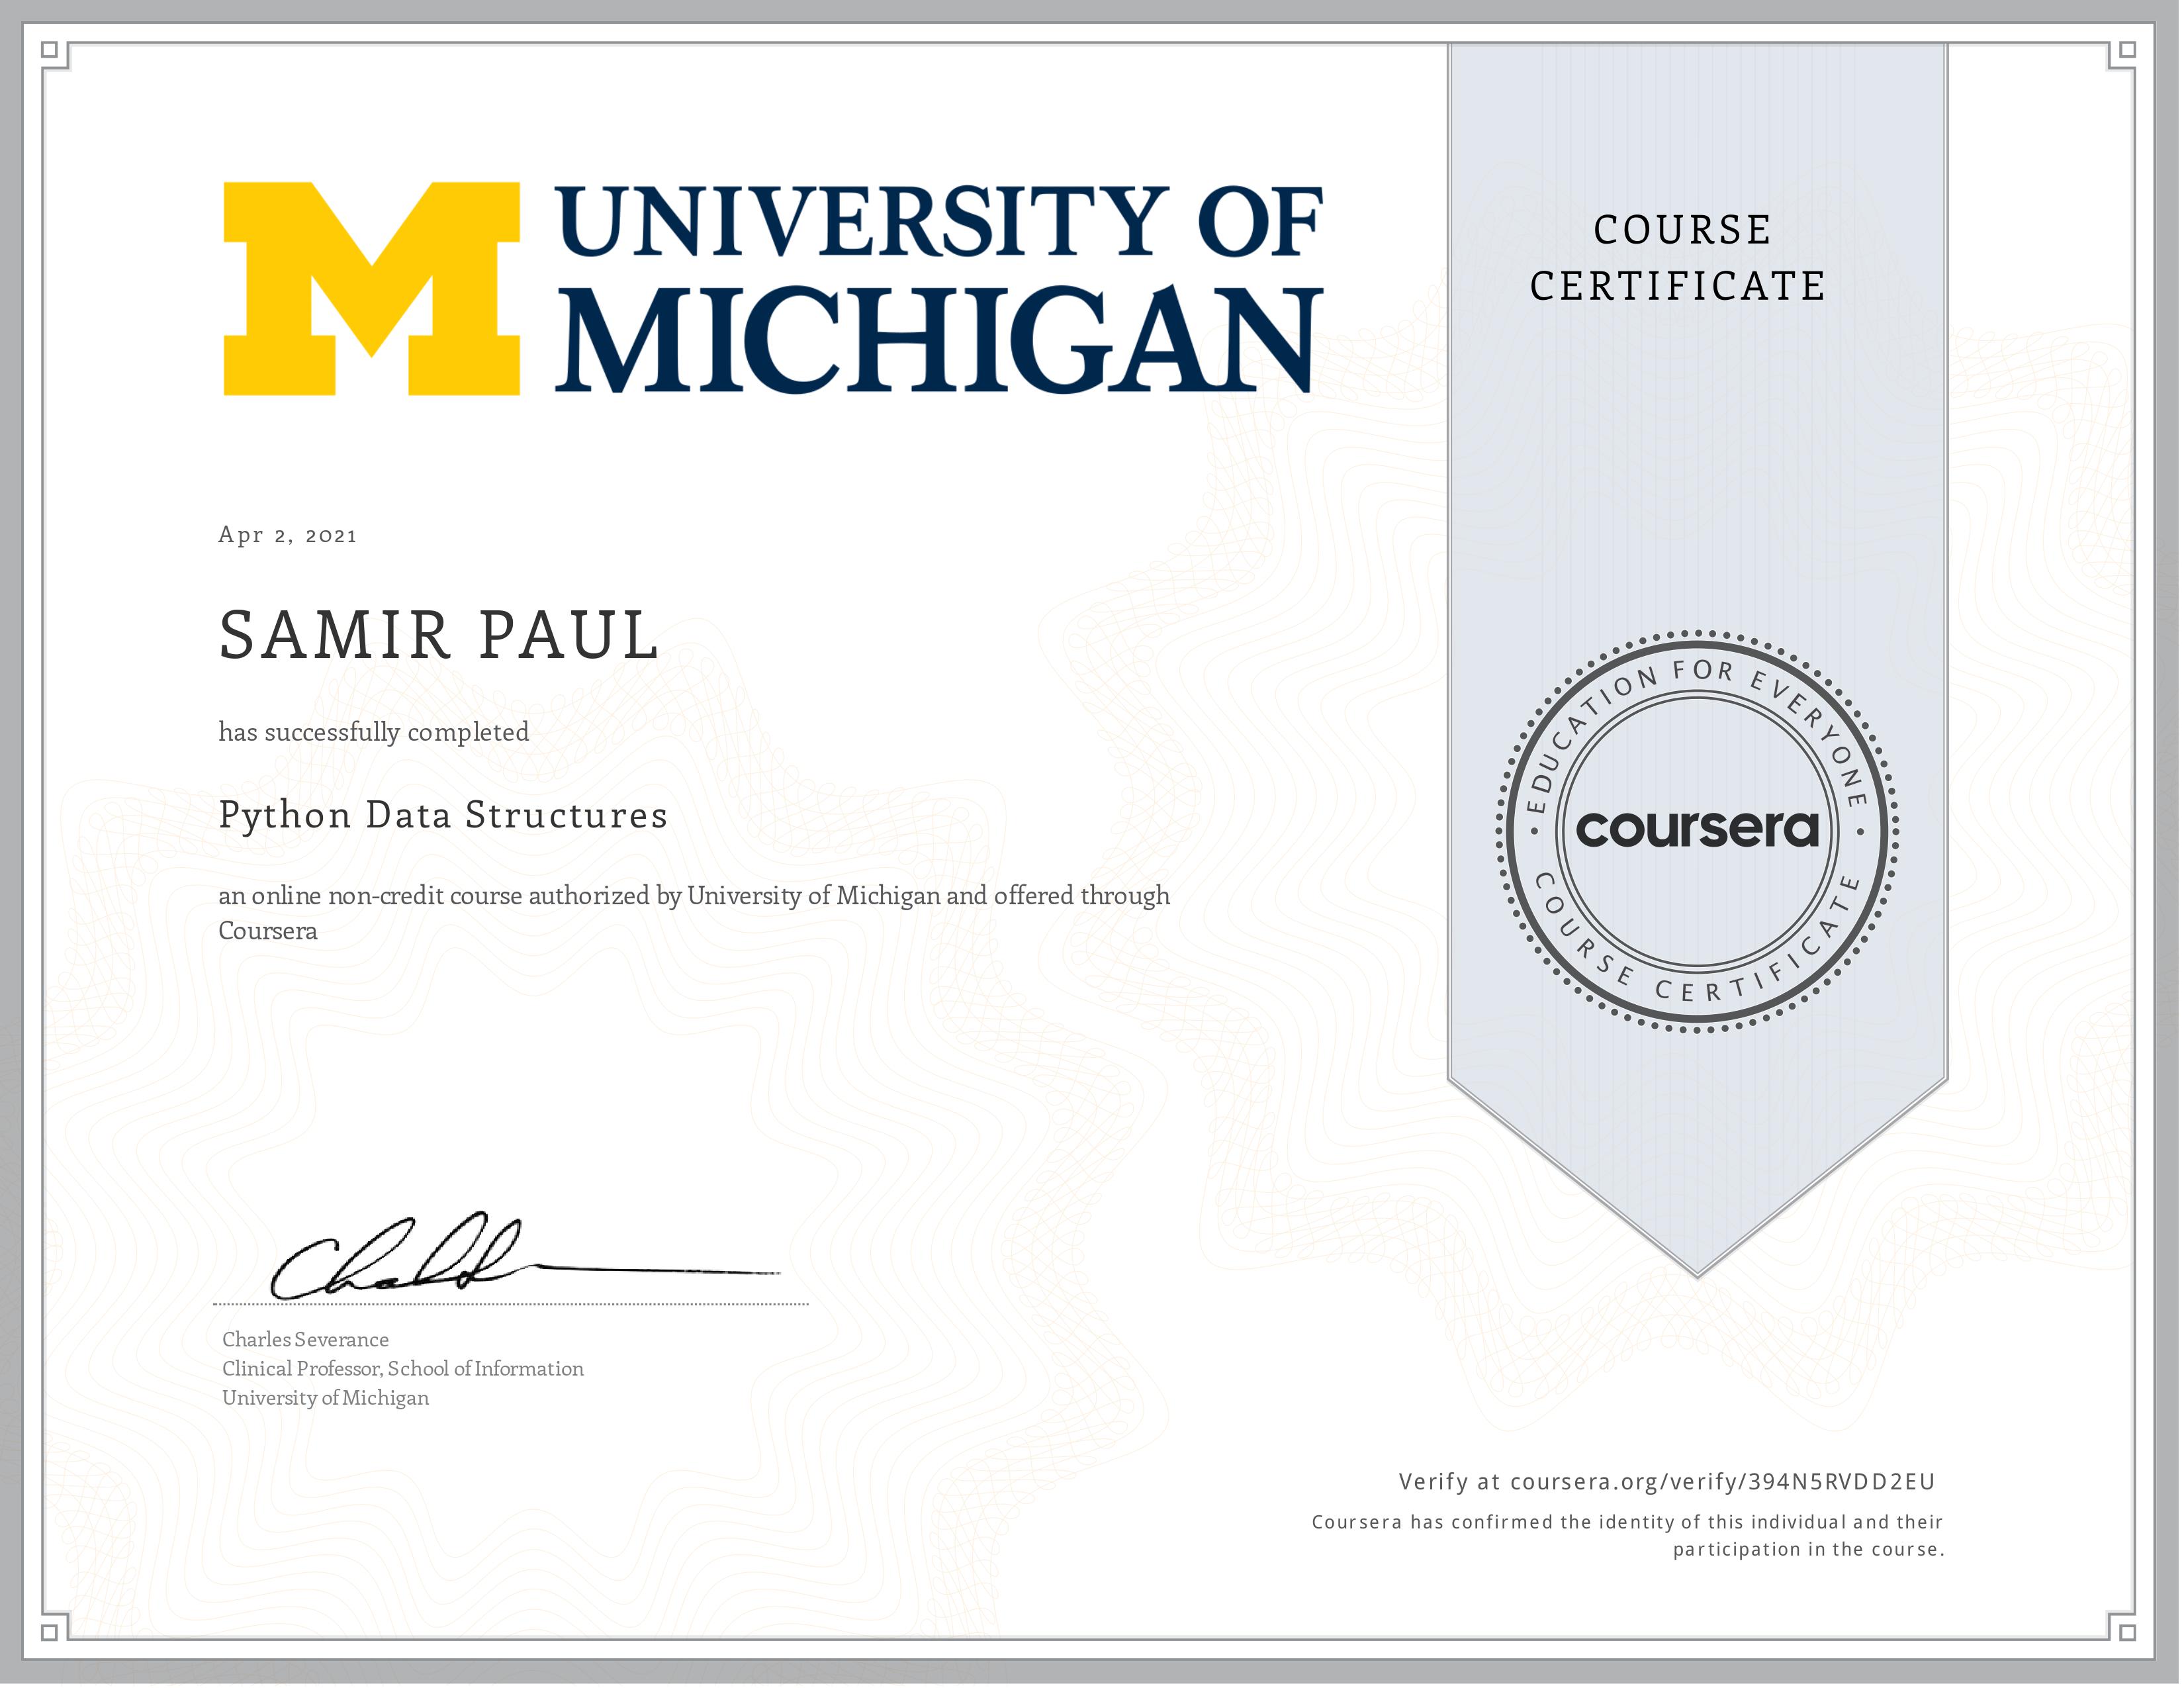 UNIVERSITY OF
MICHIGAN
COURSE
CERTIFICATE
Apr 2, 2021
SAMIR PAUL
has successfully completed
Python Data Structures
an online non-credit course authorized by University of Michigan and offered through
Coursera
EDUCATION FOR EVERYONE
coursera
COURSE CERTIFICATE
Charles Severance
Clinical Professor, School of Information
University of Michigan
Verify at coursera.org/verify/394N5RVDD2EU
Coursera has confirmed the identity of this individual and their
participation in the course.